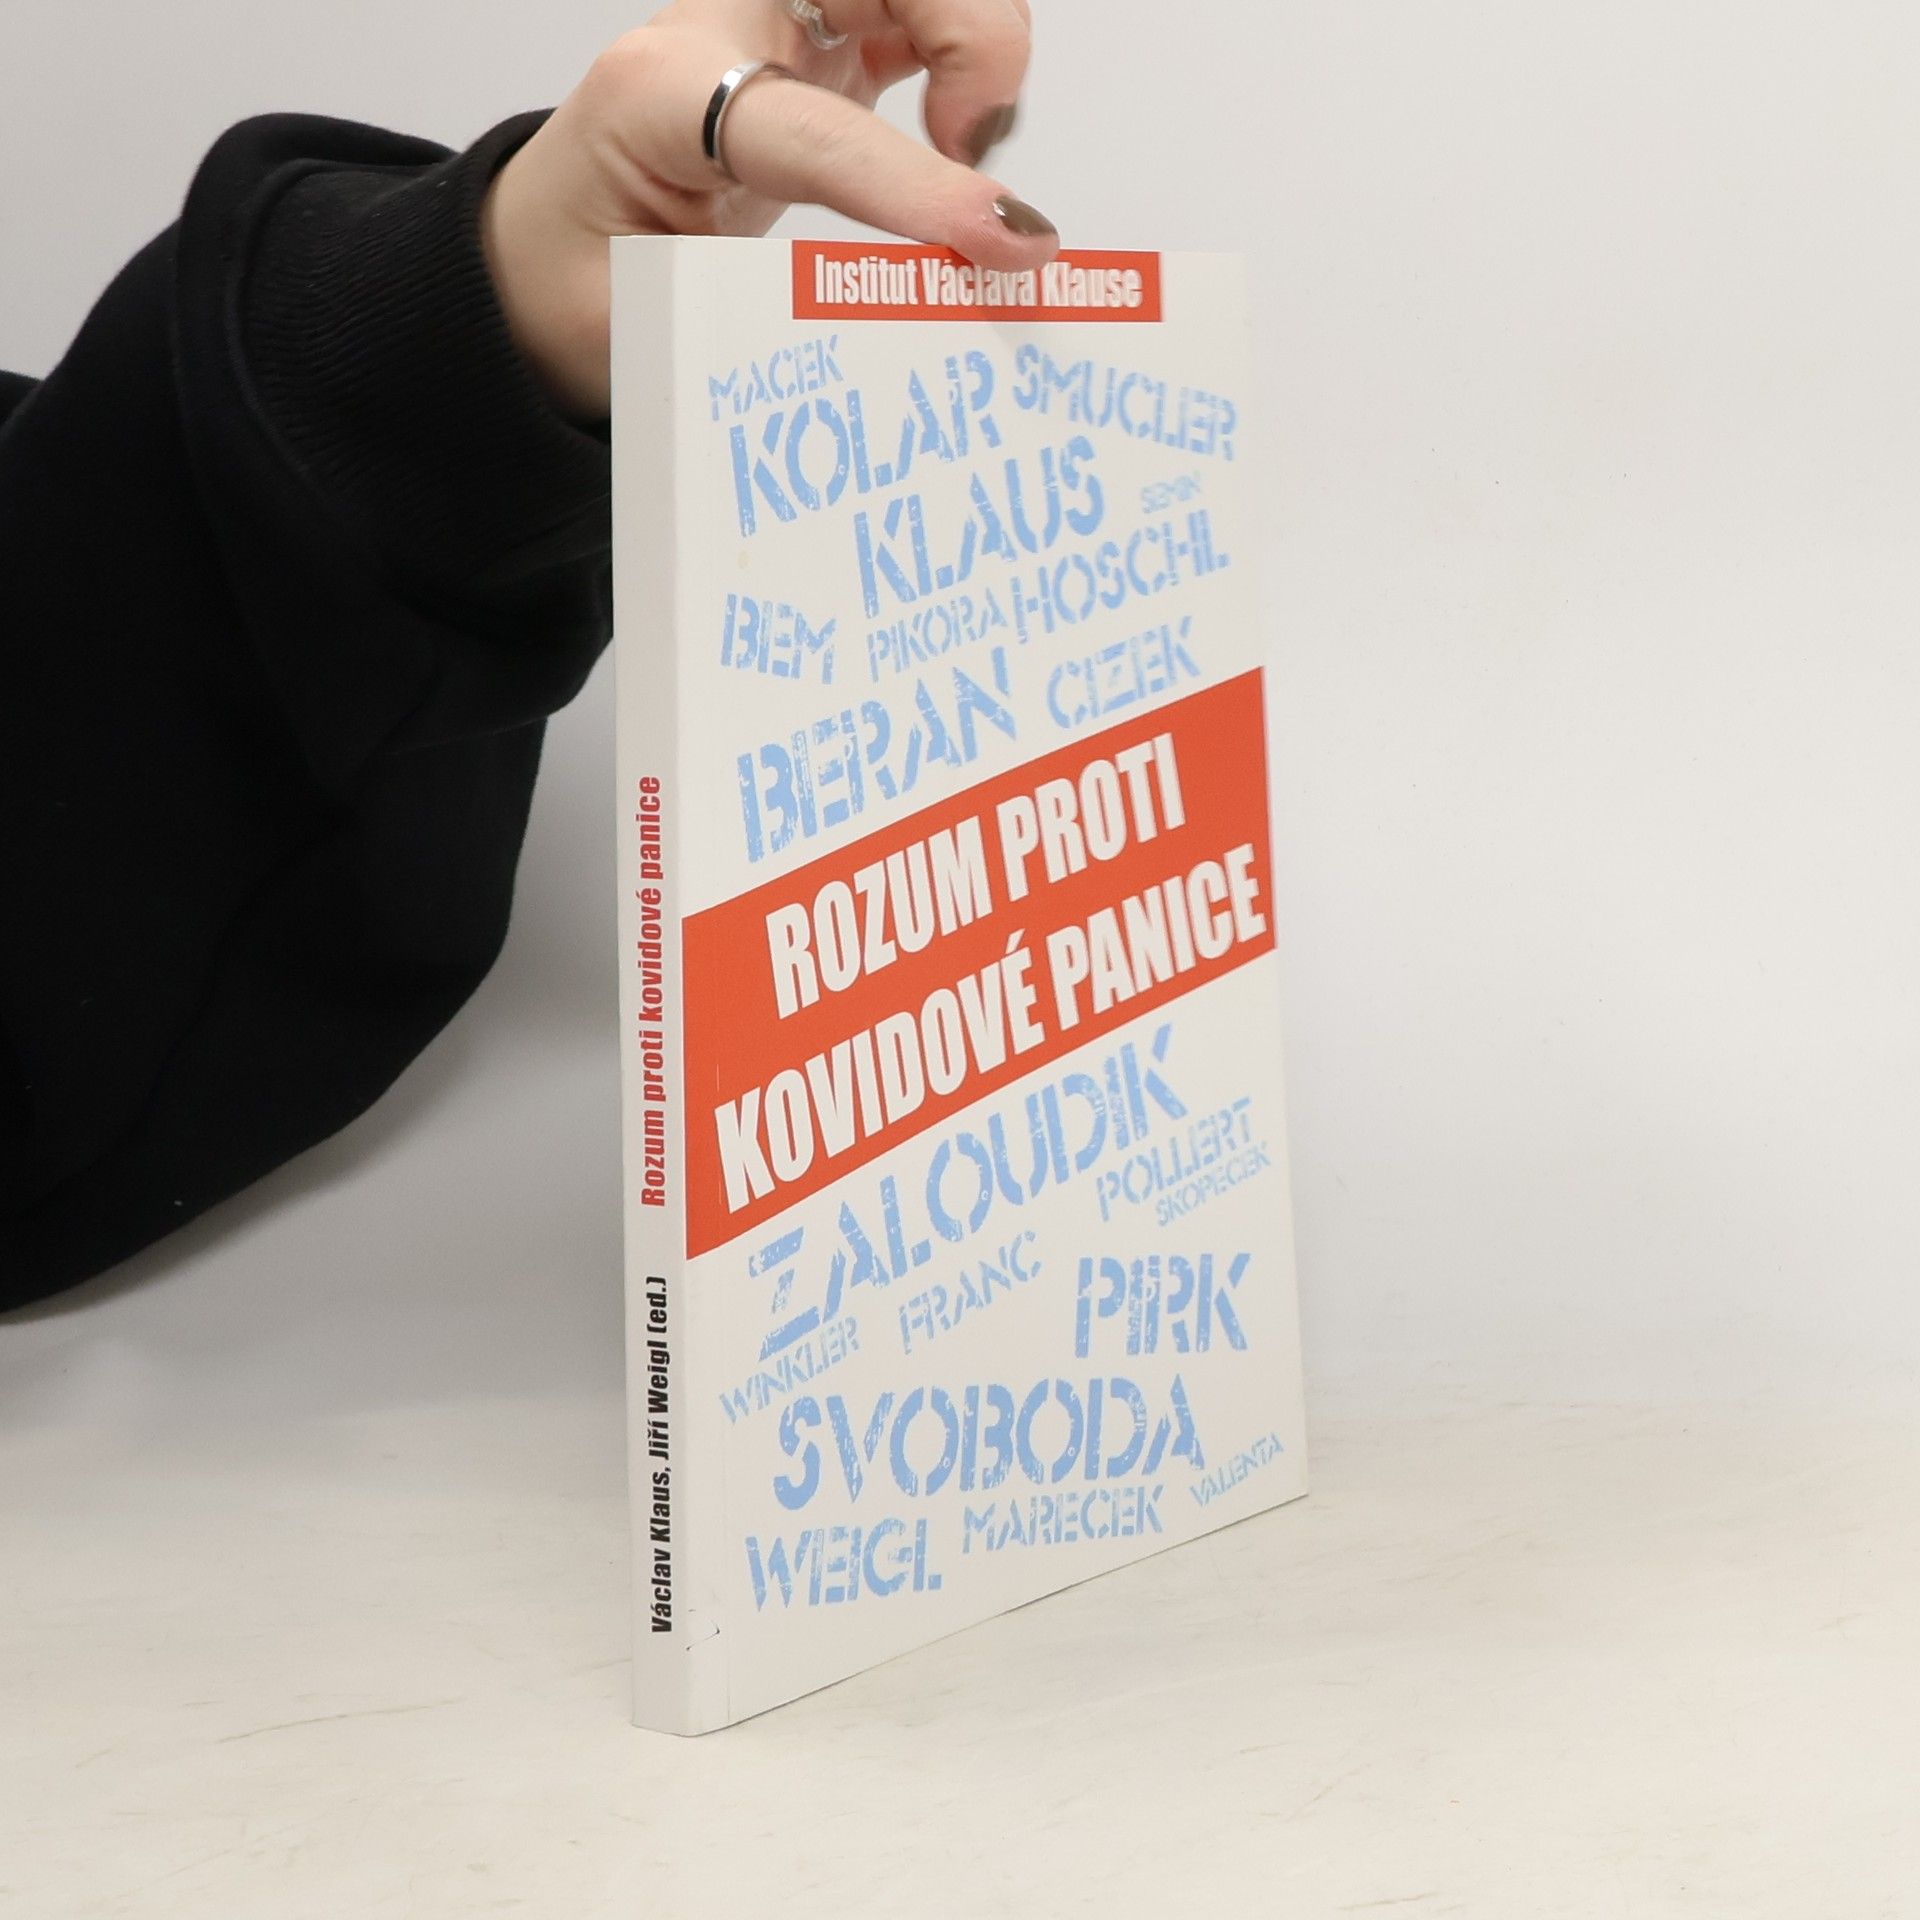 Institut Václava Klause
MACEK
KOLAR
SMUCLER
KLAUS
SEMIN
BEM
PIKORA
HOSCHL
BERAN
CIZEK
ROZUM PROTI
KOVIDOVÉ PANICE
ZALOUDIK
POLLERT
SKOPECEK
WINKLER
FRANC
PIRK
SVOBODA
VALENTA
WEIGL
MARECEK
Václav Klaus, Jiří Weigl (ed.) Rozum proti kovidové panice